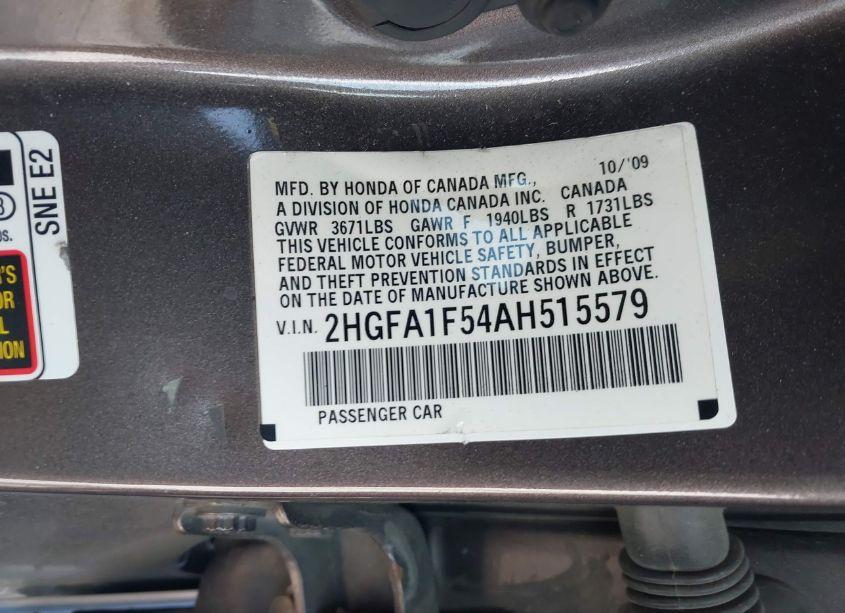 SNE E2
10/'09
MFD. BY HONDA OF CANADA MFG.,
A DIVISION OF HONDA CANADA INC. CANADA
GVWR 3671LBS GAWR F 1940LBS R 1731LBS
THIS VEHICLE CONFORMS TO ALL APPLICABLE
FEDERAL MOTOR VEHICLE SAFETY, BUMPER,
AND THEFT PREVENTION STANDARDS IN EFFECT
ON THE DATE OF MANUFACTURE SHOWN ABOVE.
V.I.N. 2HGFA1F54AH515579
PASSENGER CAR